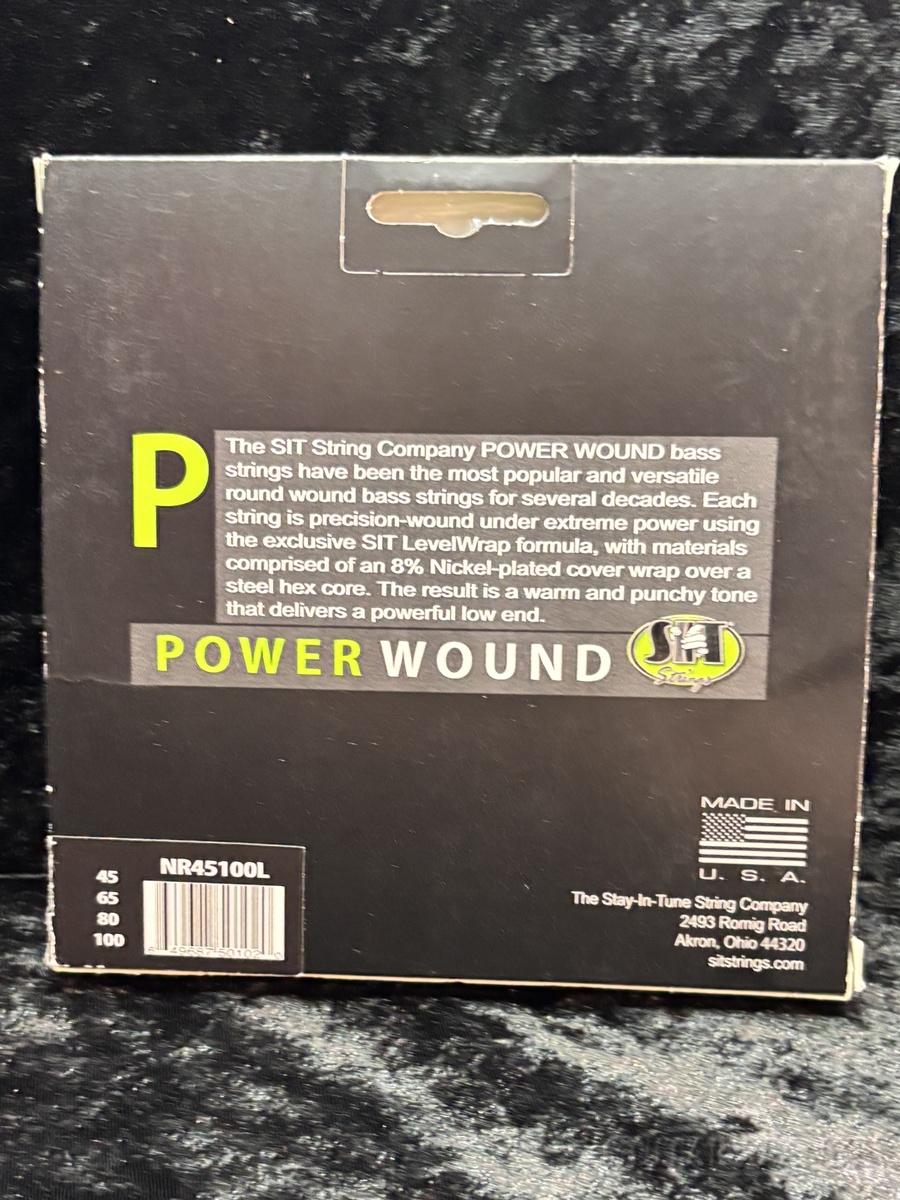 P
The SIT String Company POWER WOUND bass
strings have been the most popular and versatile
round wound bass strings for several decades. Each
string is precision-wound under extreme power using
the exclusive SIT LevelWrap formula, with materials
comprised of an 8% Nickel-plated cover wrap over a
steel hex core. The result is a warm and punchy tone
that delivers a powerful low end.
POWER WOUND
SIT
Strings
MADE IN
U. S. A.
The Stay-In-Tune String Company
2493 Romig Road
Akron, Ohio 44320
sitstrings.com
NR45100L
45
65
80
100